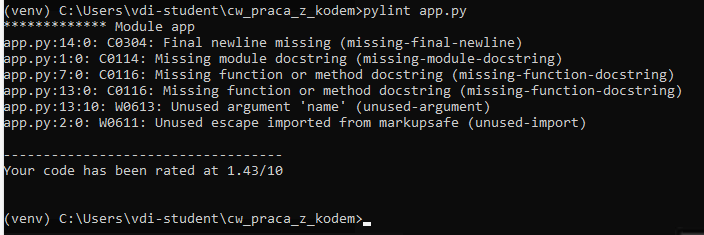 (venv) C:\Users\vdi-student\cw_praca_z_kodem>pylint app.py
************* Module app
app.py:14:0: C0304: Final newline missing (missing-final-newline)
app.py:1:0: C0114: Missing module docstring (missing-module-docstring)
app.py:7:0: C0116: Missing function or method docstring (missing-function-docstring)
app.py:13:0: C0116: Missing function or method docstring (missing-function-docstring)
app.py:13:10: W0613: Unused argument 'name' (unused-argument)
app.py:2:0: W0611: Unused escape imported from markupsafe (unused-import)
-----------------------------------
Your code has been rated at 1.43/10
(venv) C:\Users\vdi-student\cw_praca_z_kodem>